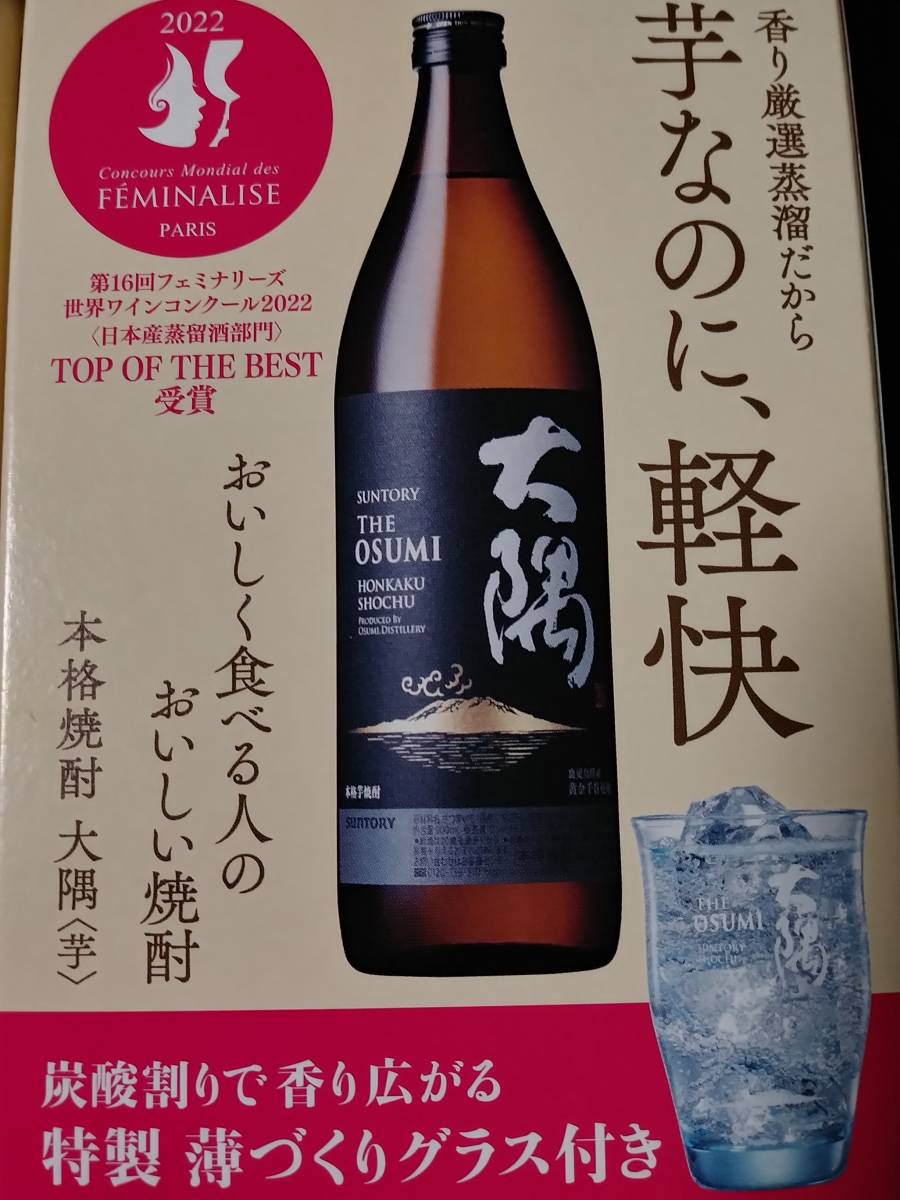 2022
Concours Mondial des
FÉMINALISE
PARIS
第16回フェミナリーズ
世界ワインコンクール2022
〈日本産蒸留酒部門〉
TOP OF THE BEST
受賞
香り厳選蒸溜だから
芋なのに、軽快
おいしく食べる人の
おいしい焼酎
本格焼酎 大隅〈芋〉
大隅
SUNTORY
THE
OSUMI
HONKAKU
SHOCHU
PRODUCED BY
OSUMI DISTILLERY
本格芋焼酎
SUNTORY
THE
OSUMI
SUNTORY
SHOCHU
大隅
炭酸割りで香り広がる
特製 薄づくりグラス付き